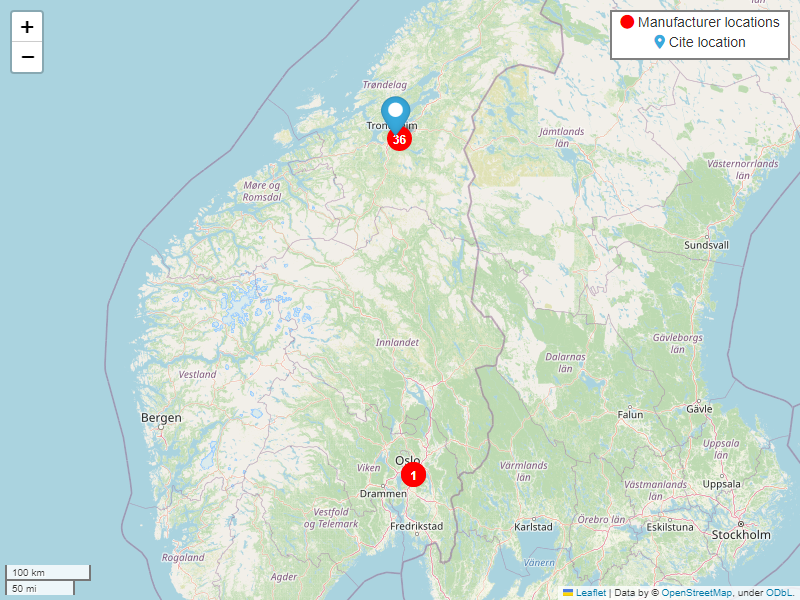 +
−
Manufacturer locations
Cite location
Trøndelag
36
Jämtlands
län
Møre og
Romsdal
Västernorrlands
län
Sundsvall
Innlandet
Gävleborgs
län
Dalarnas
län
Vestland
Bergen
Falun
Gävle
Uppsala
län
Oslo
1
Viken
Drammen
Värmlands
län
Västmanlands
län
Uppsala
Vestfold
og Telemark
Fredrikstad
Karlstad
Örebro län
Eskilstuna
Stockholm
Rogaland
Agder
Vänern
100 km
50 mi
Leaflet | Data by © OpenStreetMap, under ODbL.